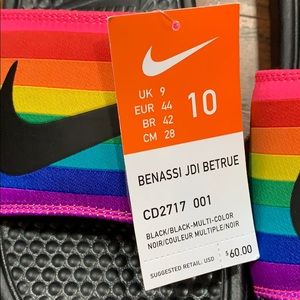 UK 9
EUR 44
BR 42
CM 28
10
BENASSI JDI BETRUE
CD2717 001
BLACK/BLACK-MULTI-COLOR
NOIR/COULEUR MULTIPLE/NOIR
SUGGESTED RETAIL. USD $60.00